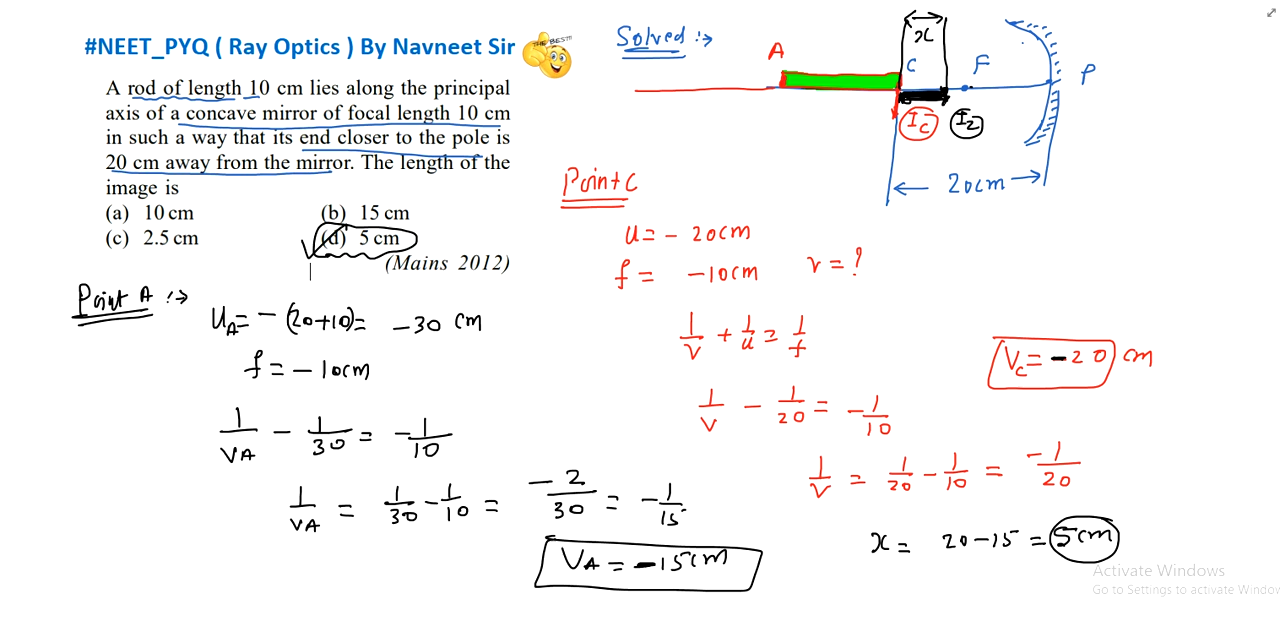 #NEET_PYQ ( Ray Optics ) By Navneet Sir
THE BEST!!!
A rod of length 10 cm lies along the principal
axis of a concave mirror of focal length 10 cm
in such a way that its end closer to the pole is
20 cm away from the mirror. The length of the
image is
(a) 10 cm (b) 15 cm
(c) 2.5 cm (d) 5 cm
(Mains 2012)
Solved :→
A
x
C
F
P
I_C
I_2
20cm
Point C
u = - 20cm
f = -10cm v = ?
1/v + 1/u = 1/f
1/v - 1/20 = -1/10
1/v = 1/20 - 1/10 = -1/20
V_C = -20 cm
Point A :→
U_A = - (20+10) = -30 cm
f = -10cm
1/VA - 1/30 = -1/10
1/VA = 1/30 - 1/10 = -2/30 = -1/15
V_A = -15cm
x = 20-15 = 5cm
Activate Windows
Go to Settings to activate Window